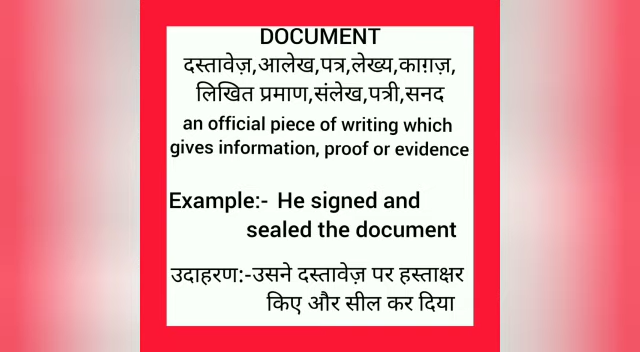 DOCUMENT
दस्तावेज़,आलेख,पत्र,लेख्य,काग़ज़,
लिखित प्रमाण,संलेख,पत्री,सनद
an official piece of writing which
gives information, proof or evidence
Example:- He signed and
sealed the document
उदाहरण:-उसने दस्तावेज़ पर हस्ताक्षर
किए और सील कर दिया